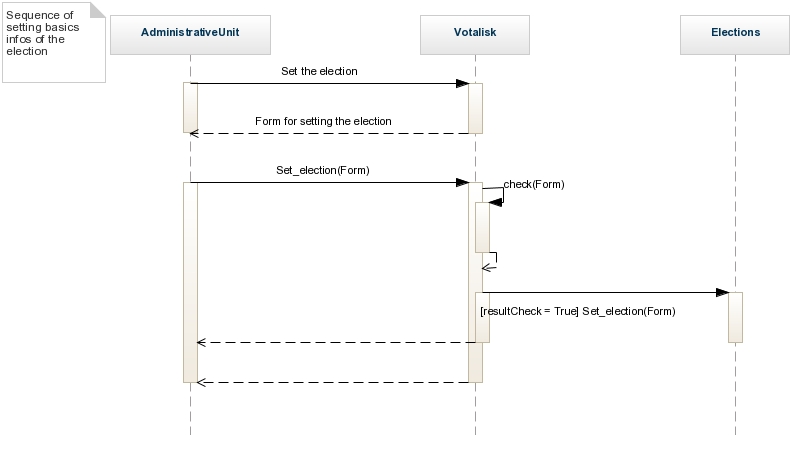 Sequence of
setting basics
infos of the
election
AdministrativeUnit
Votalisk
Elections
Set the election
Form for setting the election
Set_election(Form)
check(Form)
[resultCheck = True] Set_election(Form)